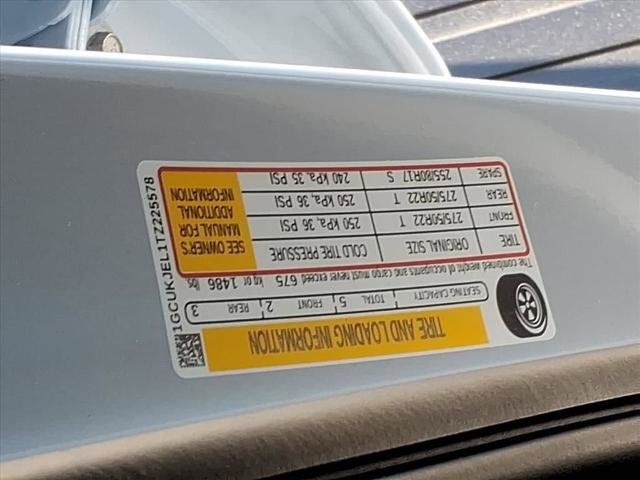 TIRE AND LOADING INFORMATION
SEATING CAPACITY TOTAL 5 FRONT 2 REAR 3
The combined weight of occupants and cargo must never exceed 675 kg or 1486 lbs
TIRE ORIGINAL SIZE COLD TIRE PRESSURE
FRONT 275/50R22 T 250 kPa, 36 PSI
REAR 275/50R22 T 250 kPa, 36 PSI
SPARE 255/80R17 S 240 kPa, 35 PSI
SEE OWNER'S
MANUAL FOR
ADDITIONAL
INFORMATION
1GCUKJEL1TZ225578